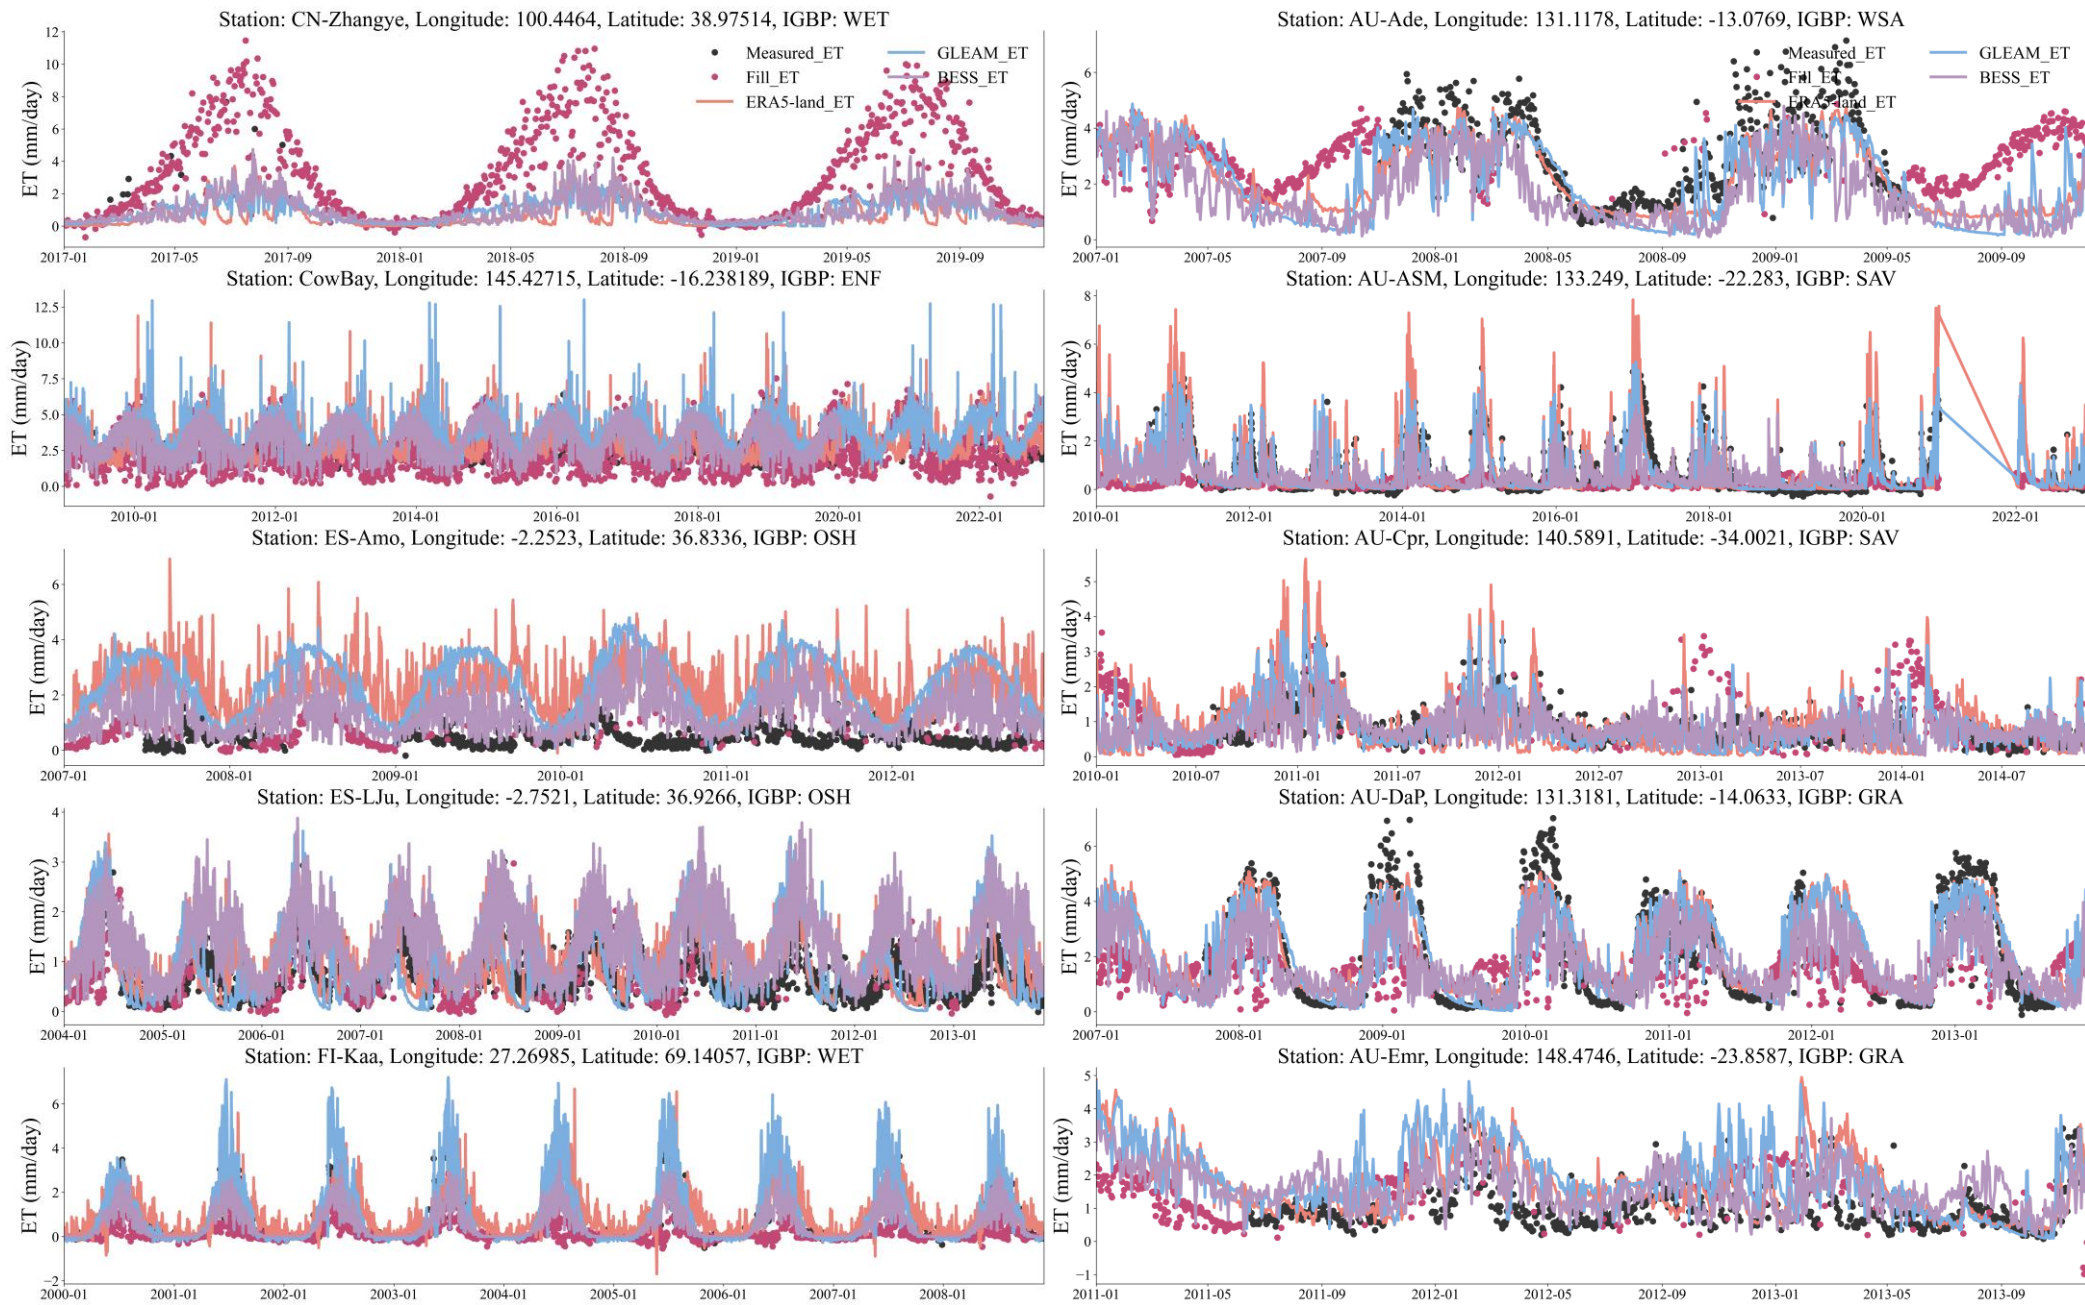 Station: CN-Zhangye, Longitude: 100.4464, Latitude: 38.97514, IGBP: WET
ET (mm/day)
12
10
8
6
4
2
0
Measured_ET
Fill_ET
ERA5-land_ET
GLEAM_ET
BESS_ET
2017-01 2017-05 2017-09 2018-01 2018-05 2018-09 2019-01 2019-05 2019-09
Station: AU-Ade, Longitude: 131.1178, Latitude: -13.0769, IGBP: WSA
ET (mm/day)
6
4
2
0
Measured_ET
Fill_ET
ERA5-land_ET
GLEAM_ET
BESS_ET
2007-01 2007-05 2007-09 2008-01 2008-05 2008-09 2009-01 2009-05 2009-09
Station: CowBay, Longitude: 145.42715, Latitude: -16.238189, IGBP: ENF
ET (mm/day)
12.5
10.0
7.5
5.0
2.5
0.0
2010-01 2012-01 2014-01 2016-01 2018-01 2020-01 2022-01
Station: AU-ASM, Longitude: 133.249, Latitude: -22.283, IGBP: SAV
ET (mm/day)
8
6
4
2
0
2010-01 2012-01 2014-01 2016-01 2018-01 2020-01 2022-01
Station: ES-Amo, Longitude: -2.2523, Latitude: 36.8336, IGBP: OSH
ET (mm/day)
6
4
2
0
2007-01 2008-01 2009-01 2010-01 2011-01 2012-01
Station: AU-Cpr, Longitude: 140.5891, Latitude: -34.0021, IGBP: SAV
ET (mm/day)
5
4
3
2
1
0
2010-01 2010-07 2011-01 2011-07 2012-01 2012-07 2013-01 2013-07 2014-01 2014-07
Station: ES-LJu, Longitude: -2.7521, Latitude: 36.9266, IGBP: OSH
ET (mm/day)
4
3
2
1
0
2004-01 2005-01 2006-01 2007-01 2008-01 2009-01 2010-01 2011-01 2012-01 2013-01
Station: AU-DaP, Longitude: 131.3181, Latitude: -14.0633, IGBP: GRA
ET (mm/day)
6
4
2
0
2007-01 2008-01 2009-01 2010-01 2011-01 2012-01 2013-01
Station: FI-Kaa, Longitude: 27.26985, Latitude: 69.14057, IGBP: WET
ET (mm/day)
6
4
2
0
−2
2000-01 2001-01 2002-01 2003-01 2004-01 2005-01 2006-01 2007-01 2008-01
Station: AU-Emr, Longitude: 148.4746, Latitude: -23.8587, IGBP: GRA
ET (mm/day)
5
4
3
2
1
0
−1
2011-01 2011-05 2011-09 2012-01 2012-05 2012-09 2013-01 2013-05 2013-09